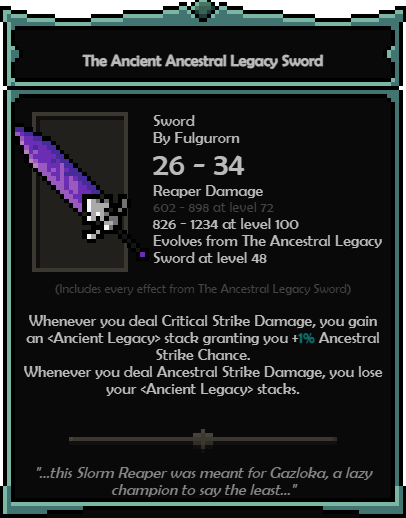 The Ancient Ancestral Legacy Sword
Sword
By Fulgurorn
26 - 34
Reaper Damage
602 - 898 at level 72
826 - 1234 at level 100
Evolves from The Ancestral Legacy
Sword at level 48
(Includes every effect from The Ancestral Legacy Sword)
Whenever you deal Critical Strike Damage, you gain
an <Ancient Legacy> stack granting you +1% Ancestral
Strike Chance.
Whenever you deal Ancestral Strike Damage, you lose
your <Ancient Legacy> stacks.
"...this Slorm Reaper was meant for Gazloka, a lazy
champion to say the least..."